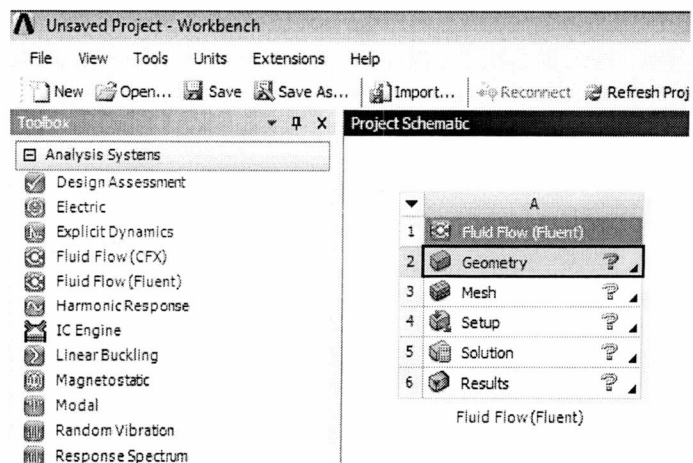 Unsaved Project - Workbench
File View Tools Units Extensions Help
New Open... Save Save As... Import... Reconnect Refresh Proj
Toolbox
Project Schematic
Analysis Systems
Design Assessment
Electric
Explicit Dynamics
Fluid Flow (CFX)
Fluid Flow (Fluent)
Harmonic Response
IC Engine
Linear Buckling
Magnetostatic
Modal
Random Vibration
Response Spectrum
A
1 Fluid Flow (Fluent)
2 Geometry ?
3 Mesh ?
4 Setup ?
5 Solution ?
6 Results ?
Fluid Flow (Fluent)